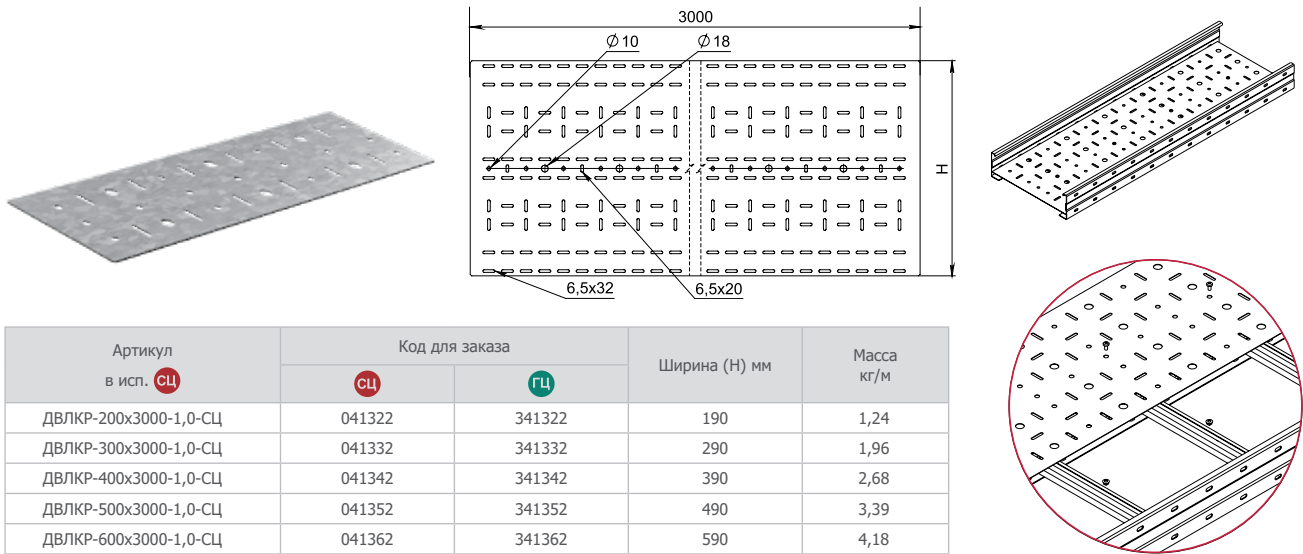 3000
Ø 10
Ø 18
H
6,5x32
6,5x20
Артикул
в исп. СЦ
Код для заказа
СЦ
ГЦ
Ширина (H) мм
Масса
кг/м
ДВЛКР-200х3000-1,0-СЦ 041322 341322 190 1,24
ДВЛКР-300х3000-1,0-СЦ 041332 341332 290 1,96
ДВЛКР-400х3000-1,0-СЦ 041342 341342 390 2,68
ДВЛКР-500х3000-1,0-СЦ 041352 341352 490 3,39
ДВЛКР-600х3000-1,0-СЦ 041362 341362 590 4,18